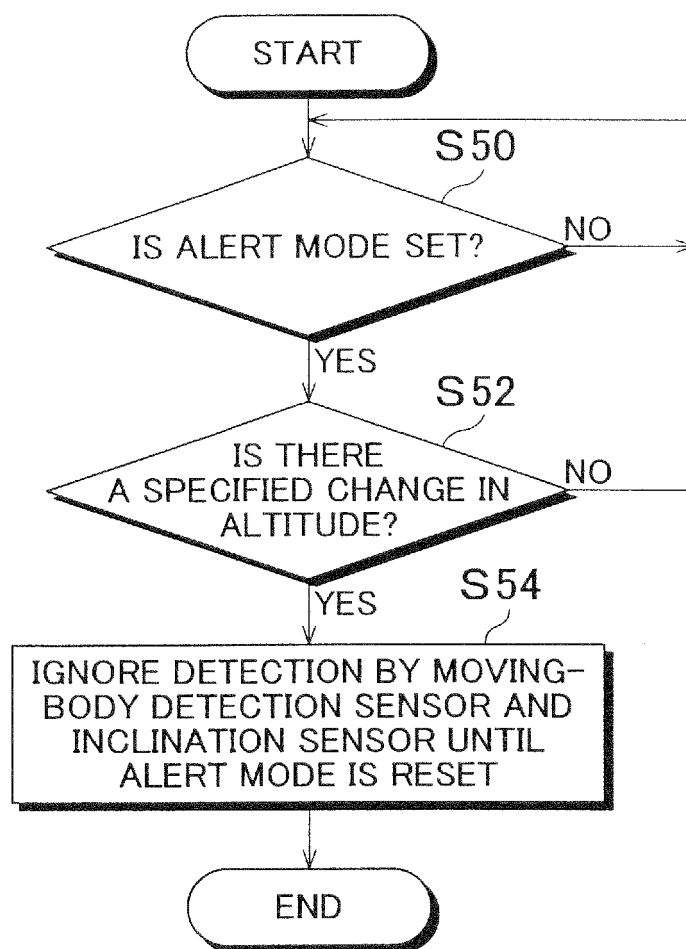 START
S50
IS ALERT MODE SET?
NO
YES
S52
IS THERE
A SPECIFIED CHANGE IN
ALTITUDE?
NO
YES
S54
IGNORE DETECTION BY MOVING-
BODY DETECTION SENSOR AND
INCLINATION SENSOR UNTIL
ALERT MODE IS RESET
END